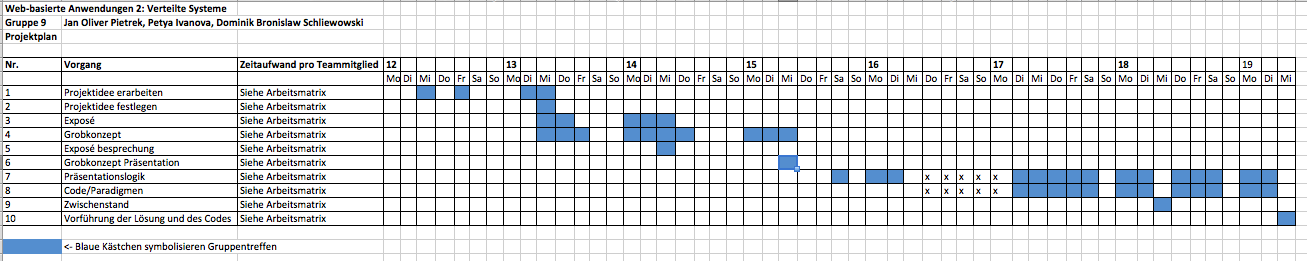 Web-basierte Anwendungen 2: Verteilte Systeme
Gruppe 9 Jan Oliver Pietrek, Petya Ivanova, Dominik Bronislaw Schliewowski
Projektplan
Nr. Vorgang Zeitaufwand pro Teammitglied 12 13 14 15 16 17 18 19
Mo Di Mi Do Fr Sa So Mo Di Mi Do Fr Sa So Mo Di Mi Do Fr Sa So Mo Di Mi Do Fr Sa So Mo Di Mi Do Fr Sa So Mo Di Mi Do Fr Sa So Mo Di Mi Do Fr Sa So Mo Di Mi
1 Projektidee erarbeiten Siehe Arbeitsmatrix
2 Projektidee festlegen Siehe Arbeitsmatrix
3 Exposé Siehe Arbeitsmatrix
4 Grobkonzept Siehe Arbeitsmatrix
5 Exposé besprechung Siehe Arbeitsmatrix
6 Grobkonzept Präsentation Siehe Arbeitsmatrix
7 Präsentationslogik Siehe Arbeitsmatrix x x x x x
8 Code/Paradigmen Siehe Arbeitsmatrix x x x x x
9 Zwischenstand Siehe Arbeitsmatrix
10 Vorführung der Lösung und des Codes Siehe Arbeitsmatrix
<- Blaue Kästchen symbolisieren Gruppentreffen